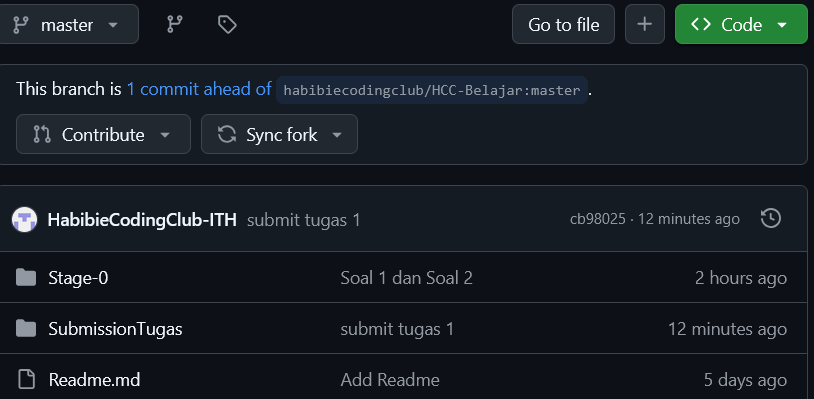 master Go to file Code
This branch is 1 commit ahead of habibiecodingclub/HCC-Belajar:master .
Contribute Sync fork
HabibieCodingClub-ITH submit tugas 1 cb98025 · 12 minutes ago
Stage-0 Soal 1 dan Soal 2 2 hours ago
SubmissionTugas submit tugas 1 12 minutes ago
Readme.md Add Readme 5 days ago